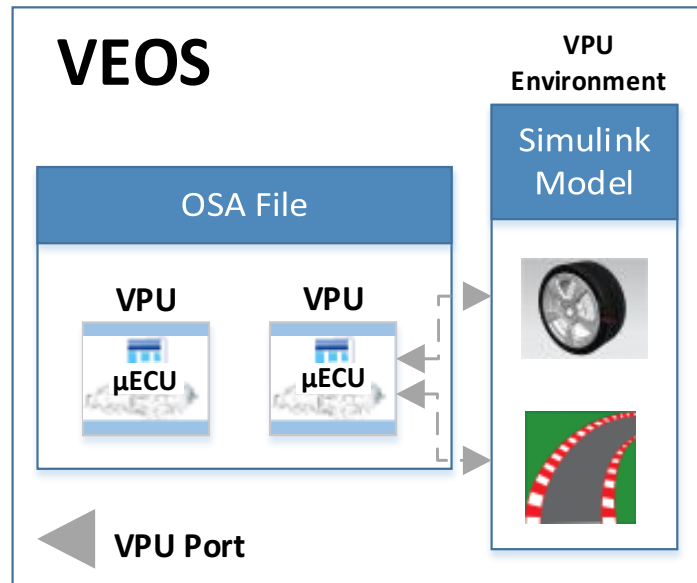 VEOS
VPU
Environment
Simulink
Model
OSA File
VPU
VPU
μECU
μECU
VPU Port